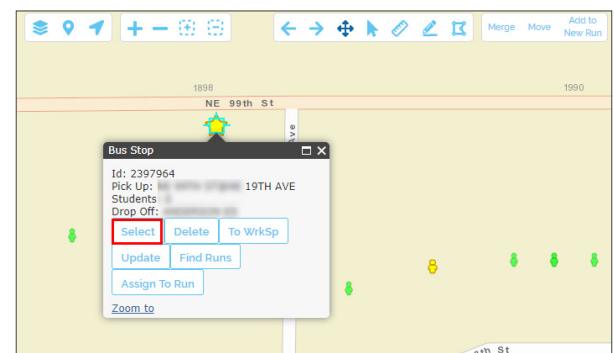 Merge Move Add to
New Run
1898
1990
NE 99th St
Ave
Bus Stop
Id: 2397964
Pick Up: 19TH AVE
Students
Drop Off:
Select Delete To WrkSp
Update Find Runs
Assign To Run
Zoom to
St